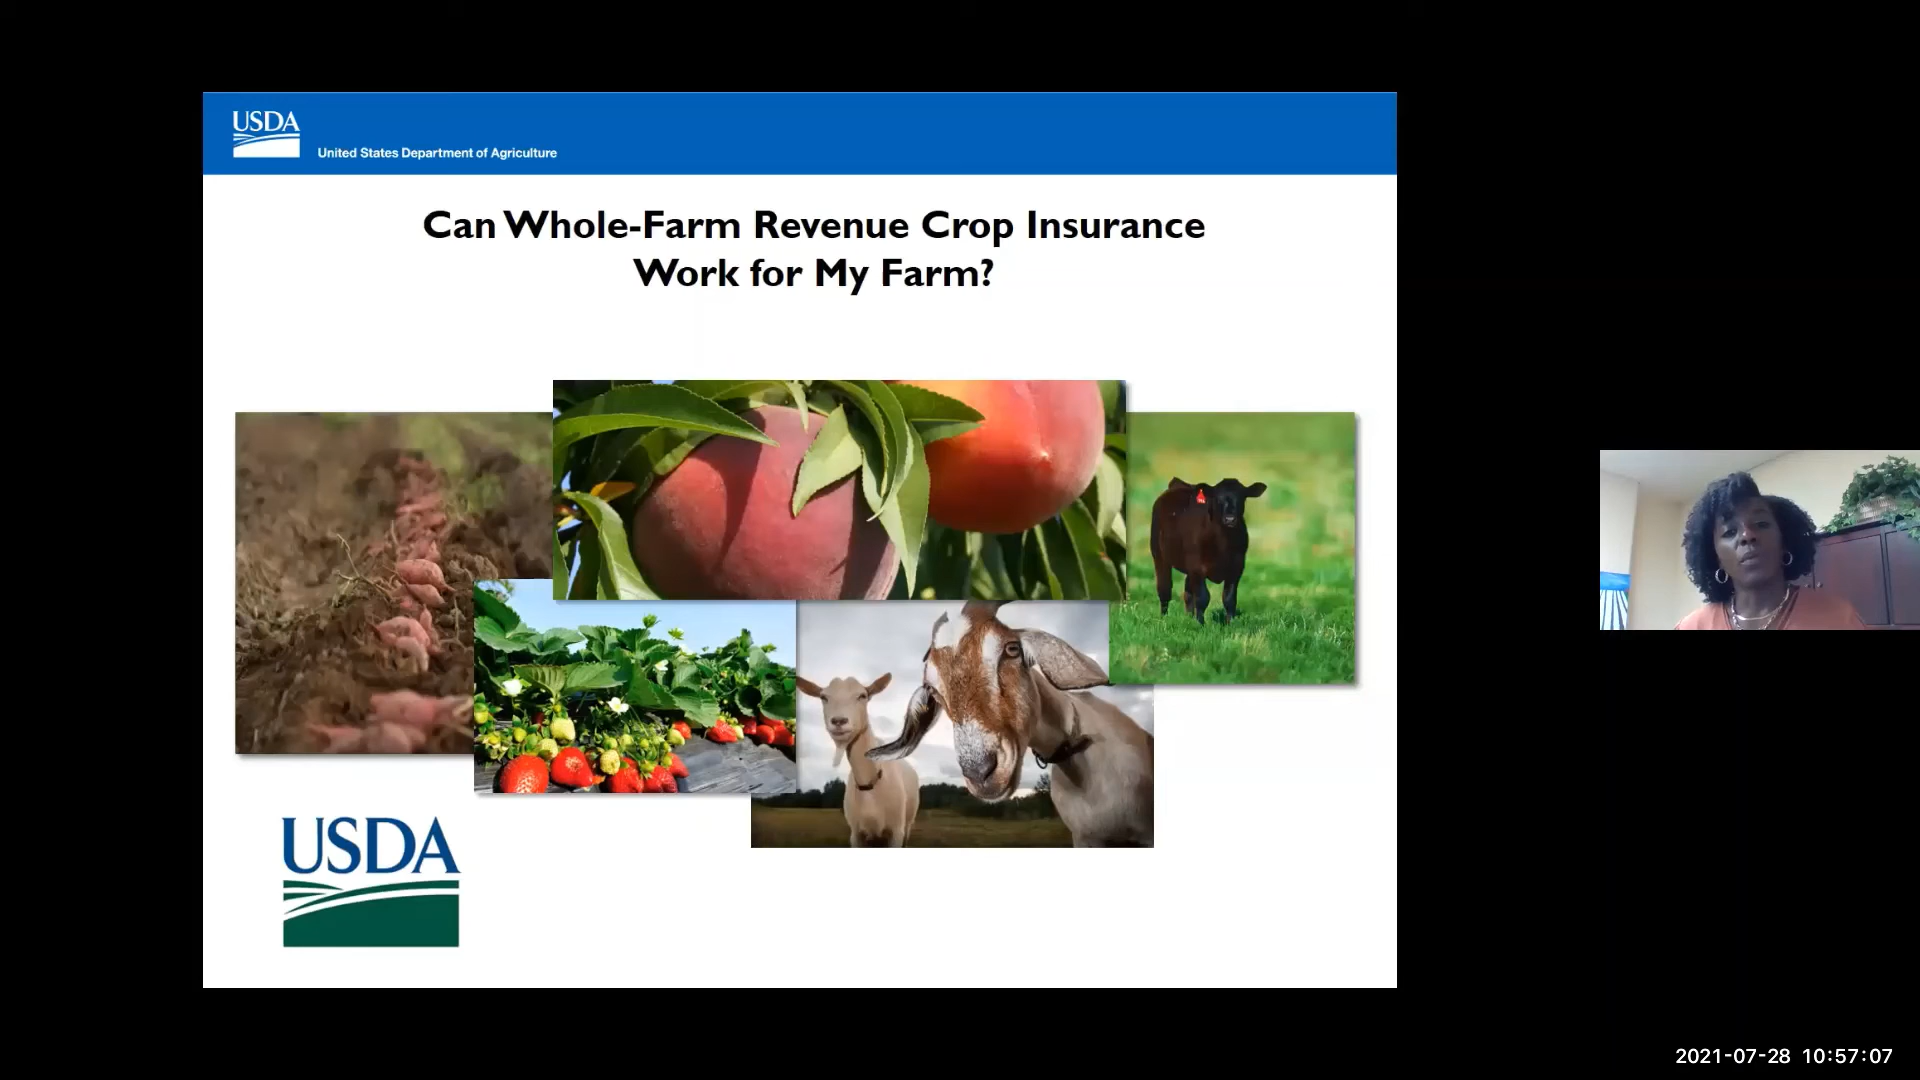 USDA
United States Department of Agriculture
Can Whole-Farm Revenue Crop Insurance
Work for My Farm?
USDA
2021-07-28 10:57:07